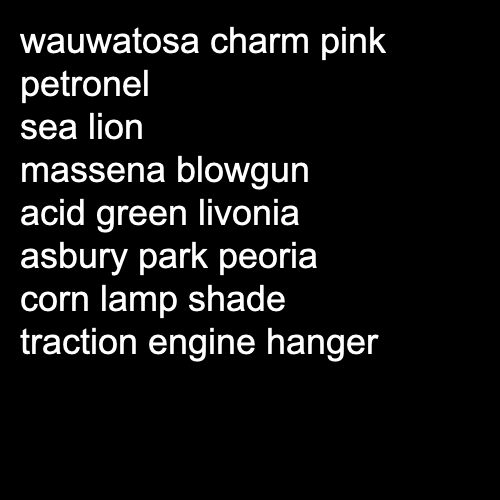 wauwatosa charm pink
petronel
sea lion
massena blowgun
acid green livonia
asbury park peoria
corn lamp shade
traction engine hanger